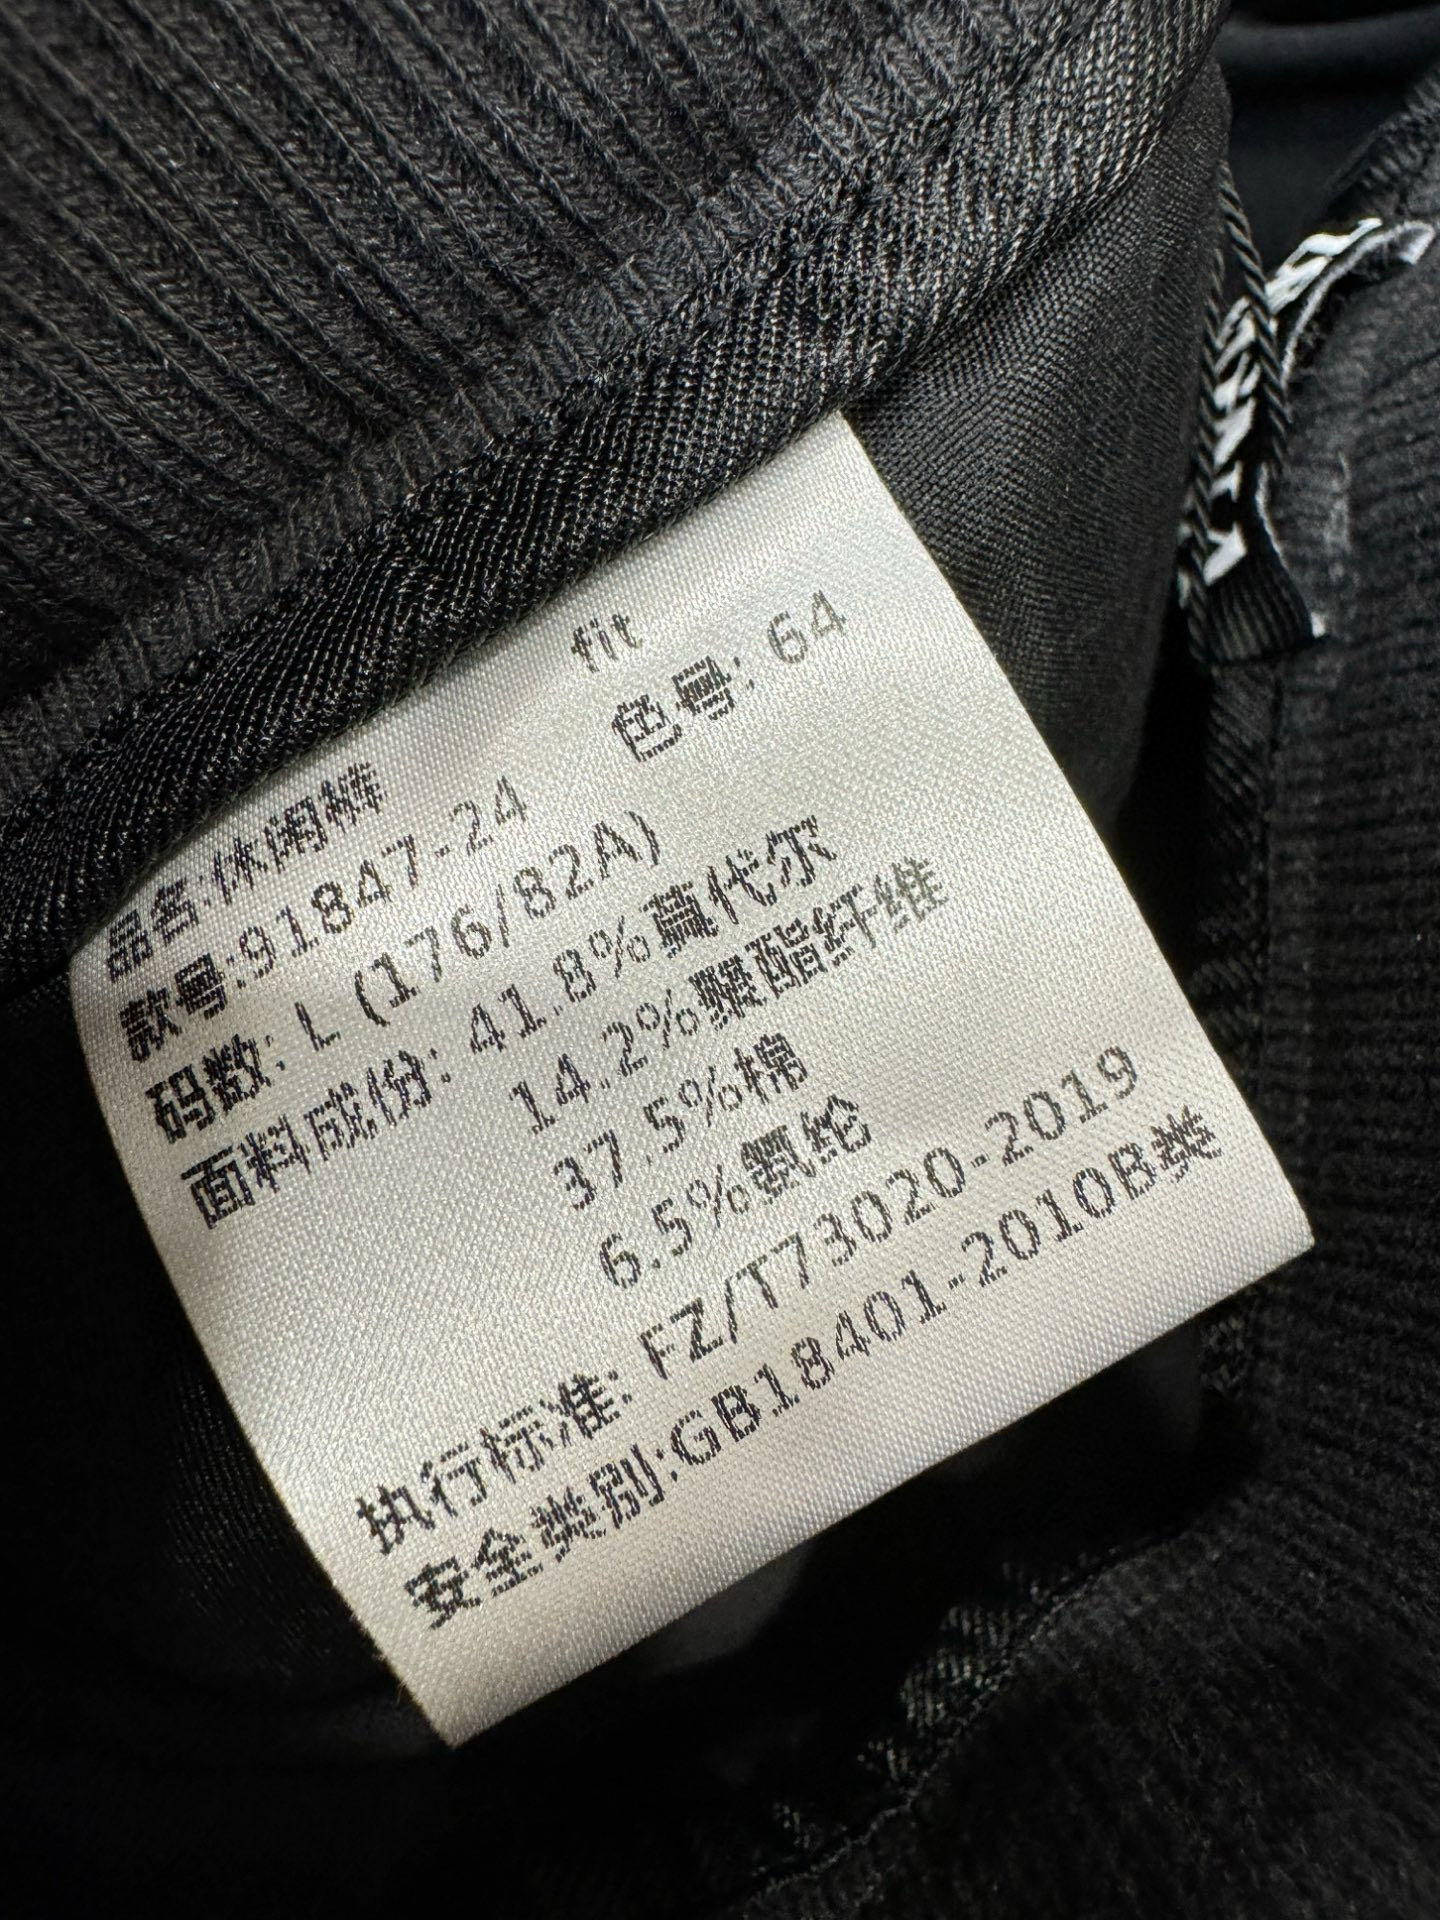 fit
色号: 64
品名:休闲裤
款号:91847-24
码数: L (176/82A)
面料成份: 41.8%莫代尔
14.2%聚酯纤维
37.5%棉
6.5%氨纶
执行标准: FZ/T73020-2019
安全类别:GB18401-2010B类